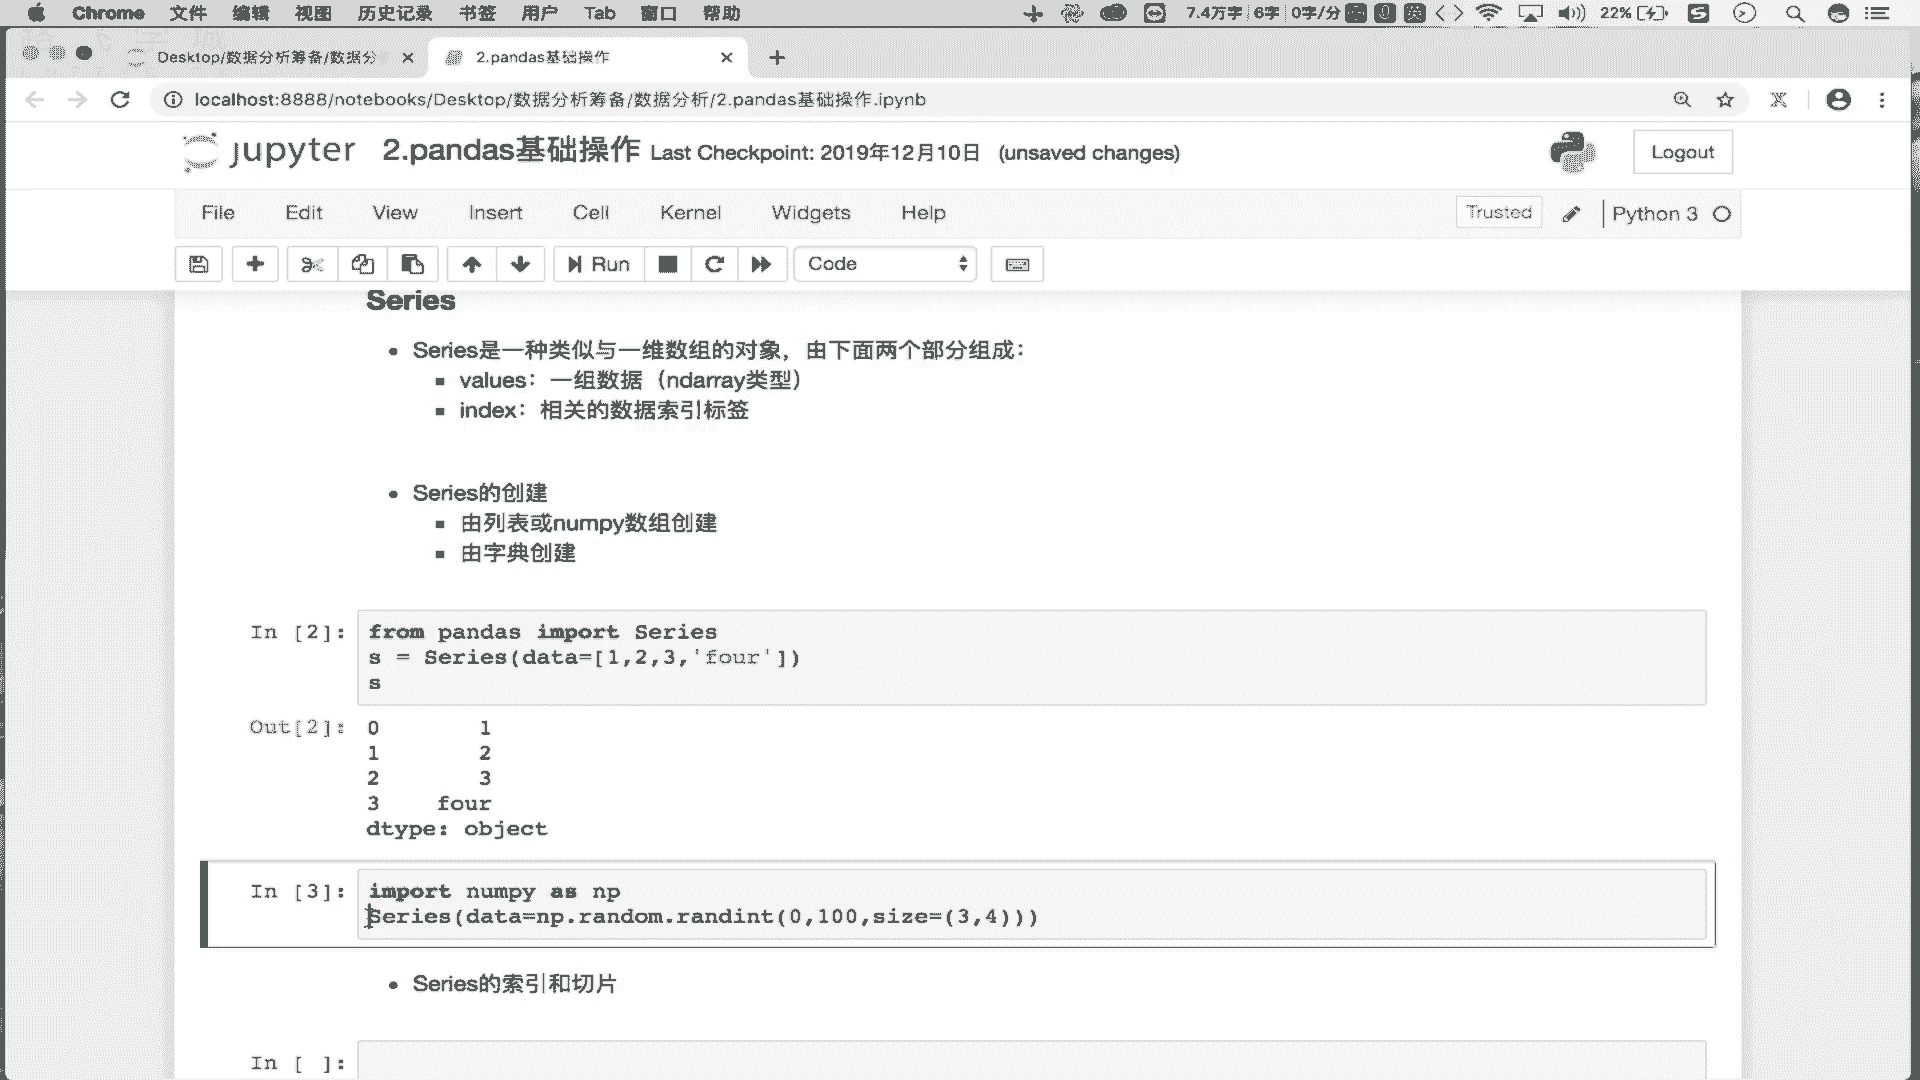 Chrome 文件 编辑 视图 历史记录 书签 用户 Tab 窗口 帮助 7.4万字 6字 0字/分 英 22%
Desktop/数据分析筹备/数据分 2.pandas基础操作
localhost:8888/notebooks/Desktop/数据分析筹备/数据分析/2.pandas基础操作.ipynb
jupyter 2.pandas基础操作 Last Checkpoint: 2019年12月10日 (unsaved changes) Logout
File Edit View Insert Cell Kernel Widgets Help Trusted Python 3
Run Code
Series
Series是一种类似与一维数组的对象，由下面两个部分组成：
values：一组数据（ndarray类型）
index：相关的数据索引标签
Series的创建
由列表或numpy数组创建
由字典创建
In [2]: from pandas import Series
s = Series(data=[1,2,3,'four'])
s
Out[2]: 0 1
1 2
2 3
3 four
dtype: object
In [3]: import numpy as np
Series(data=np.random.randint(0,100,size=(3,4)))
Series的索引和切片
In [ ]: